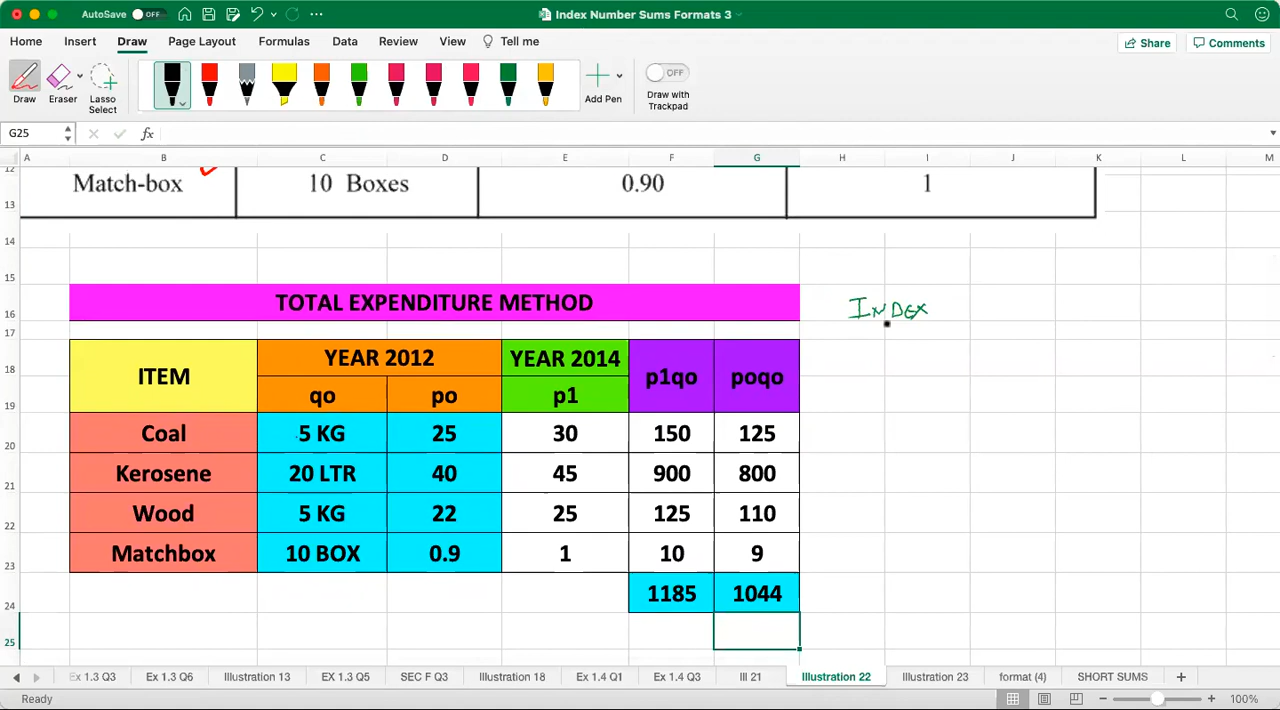 AutoSave OFF Index Number Sums Formats 3
Home Insert Draw Page Layout Formulas Data Review View Tell me Share Comments
Draw Eraser Lasso Select Add Pen OFF Draw with Trackpad
G25 fx
A B C D E F G H I J K L M
12
Match-box 10 Boxes 0.90 1
13
14
15
16 TOTAL EXPENDITURE METHOD INDEX
17
18 ITEM YEAR 2012 YEAR 2014 p1qo poqo
19 qo po p1
20 Coal 5 KG 25 30 150 125
21 Kerosene 20 LTR 40 45 900 800
22 Wood 5 KG 22 25 125 110
23 Matchbox 10 BOX 0.9 1 10 9
24 1185 1044
25
Ex 1.3 Q3 Ex 1.3 Q6 Illustration 13 Ex 1.3 Q5 SEC F Q3 Illustration 18 Ex 1.4 Q1 Ex 1.4 Q3 Ill 21 Illustration 22 Illustration 23 format (4) SHORT SUMS
Ready 100%